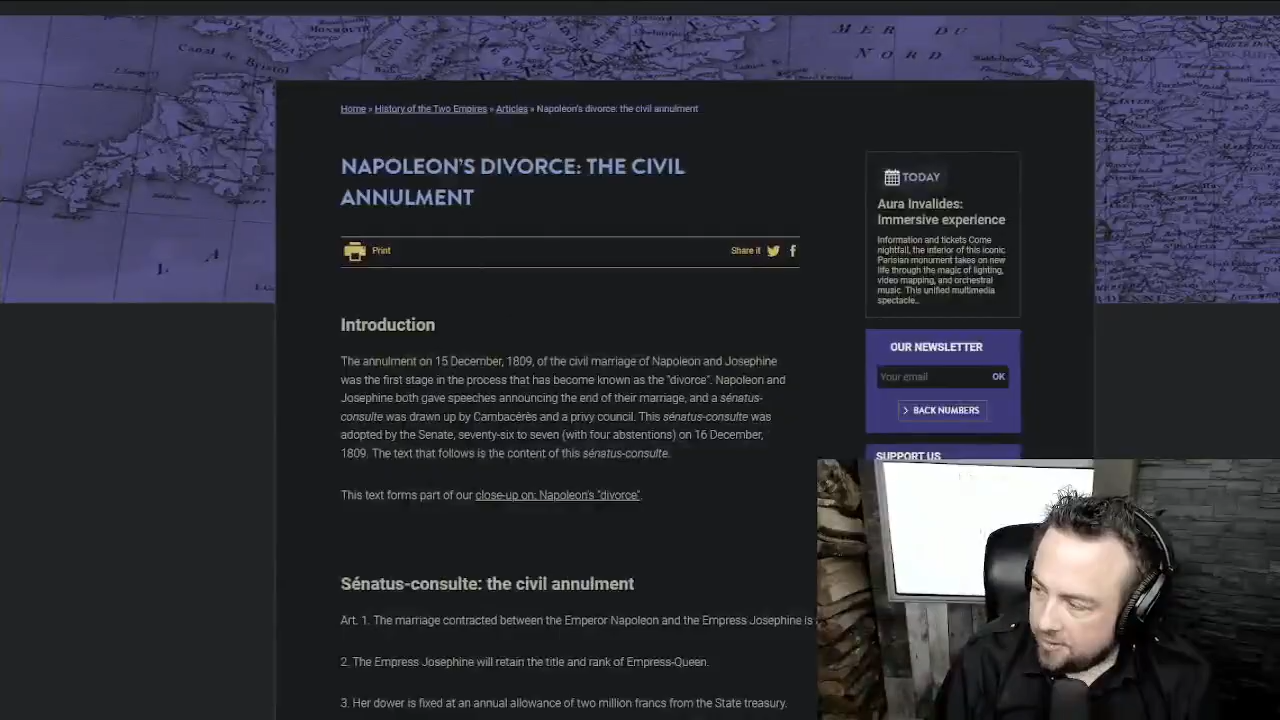 MER DU
NORD
Canal de Bristol
Home » History of the Two Empires » Articles » Napoleon's divorce: the civil annulment
NAPOLEON'S DIVORCE: THE CIVIL
ANNULMENT
Print
Share it
Introduction
The annulment on 15 December, 1809, of the civil marriage of Napoleon and Josephine
was the first stage in the process that has become known as the "divorce". Napoleon and
Josephine both gave speeches announcing the end of their marriage, and a sénatus-
consulte was drawn up by Cambacérès and a privy council. This sénatus-consulte was
adopted by the Senate, seventy-six to seven (with four abstentions) on 16 December,
1809. The text that follows is the content of this sénatus-consulte.
This text forms part of our close-up on: Napoleon's "divorce".
Sénatus-consulte: the civil annulment
Art. 1. The marriage contracted between the Emperor Napoleon and the Empress Josephine is
2. The Empress Josephine will retain the title and rank of Empress-Queen.
3. Her dower is fixed at an annual allowance of two million francs from the State treasury.
TODAY
Aura Invalides:
Immersive experience
Information and tickets Come
nightfall, the interior of this iconic
Parisian monument takes on new
life through the magic of lighting,
video mapping, and orchestral
music. This unified multimedia
spectacle...
OUR NEWSLETTER
Your email
OK
> BACK NUMBERS
SUPPORT US